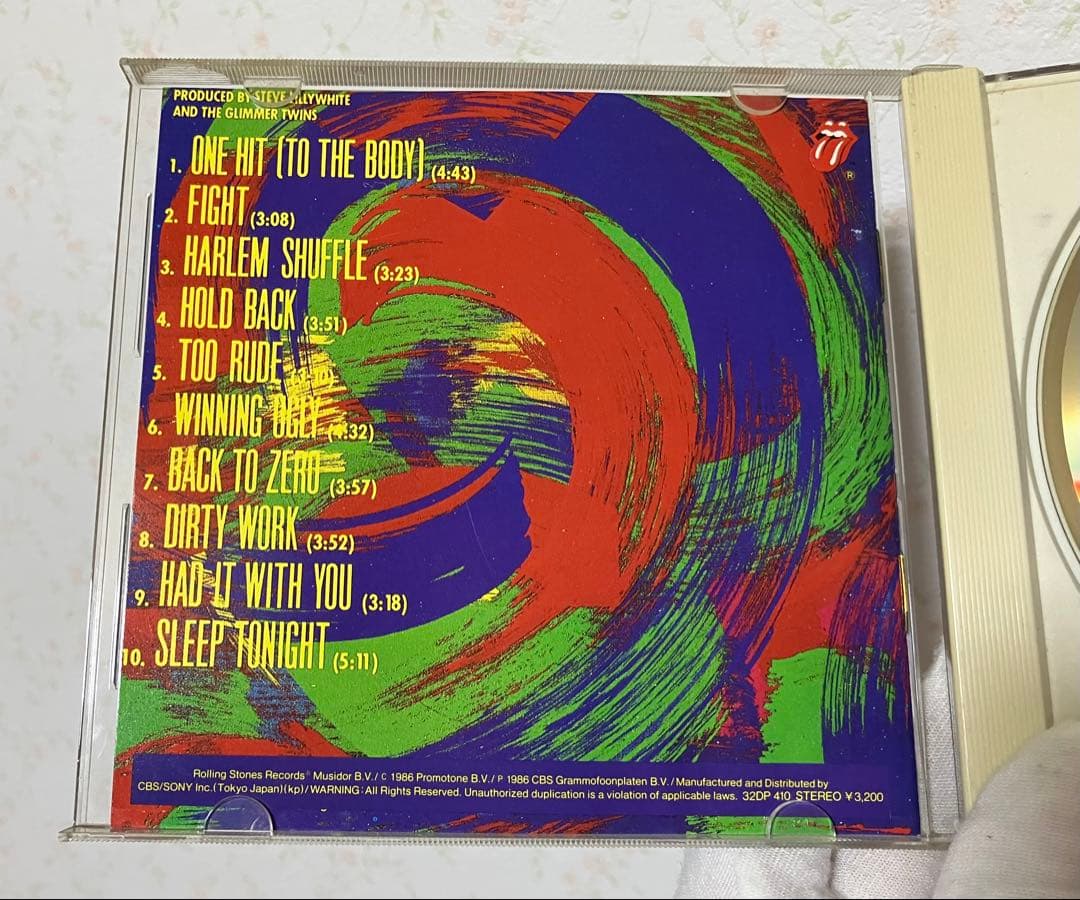 PRODUCED BY STEVE LILLYWHITE
AND THE GLIMMER TWINS
1. ONE HIT (TO THE BODY) (4:43)
2. FIGHT (3:08)
3. HARLEM SHUFFLE (3:23)
4. HOLD BACK (3:51)
5. TOO RUDE
6. WINNING UGLY (4:32)
7. BACK TO ZERO (3:57)
8. DIRTY WORK (3:52)
9. HAD IT WITH YOU (3:18)
10. SLEEP TONIGHT (5:11)
Rolling Stones Records® Musidor B.V./ C 1986 Promotone B.V./ P 1986 CBS Grammofoonplaten B.V./ Manufactured and Distributed by
CBS/SONY Inc.(Tokyo Japan)(kp)/WARNING: All Rights Reserved. Unauthorized duplication is a violation of applicable laws. 32DP 410 STEREO ¥3,200